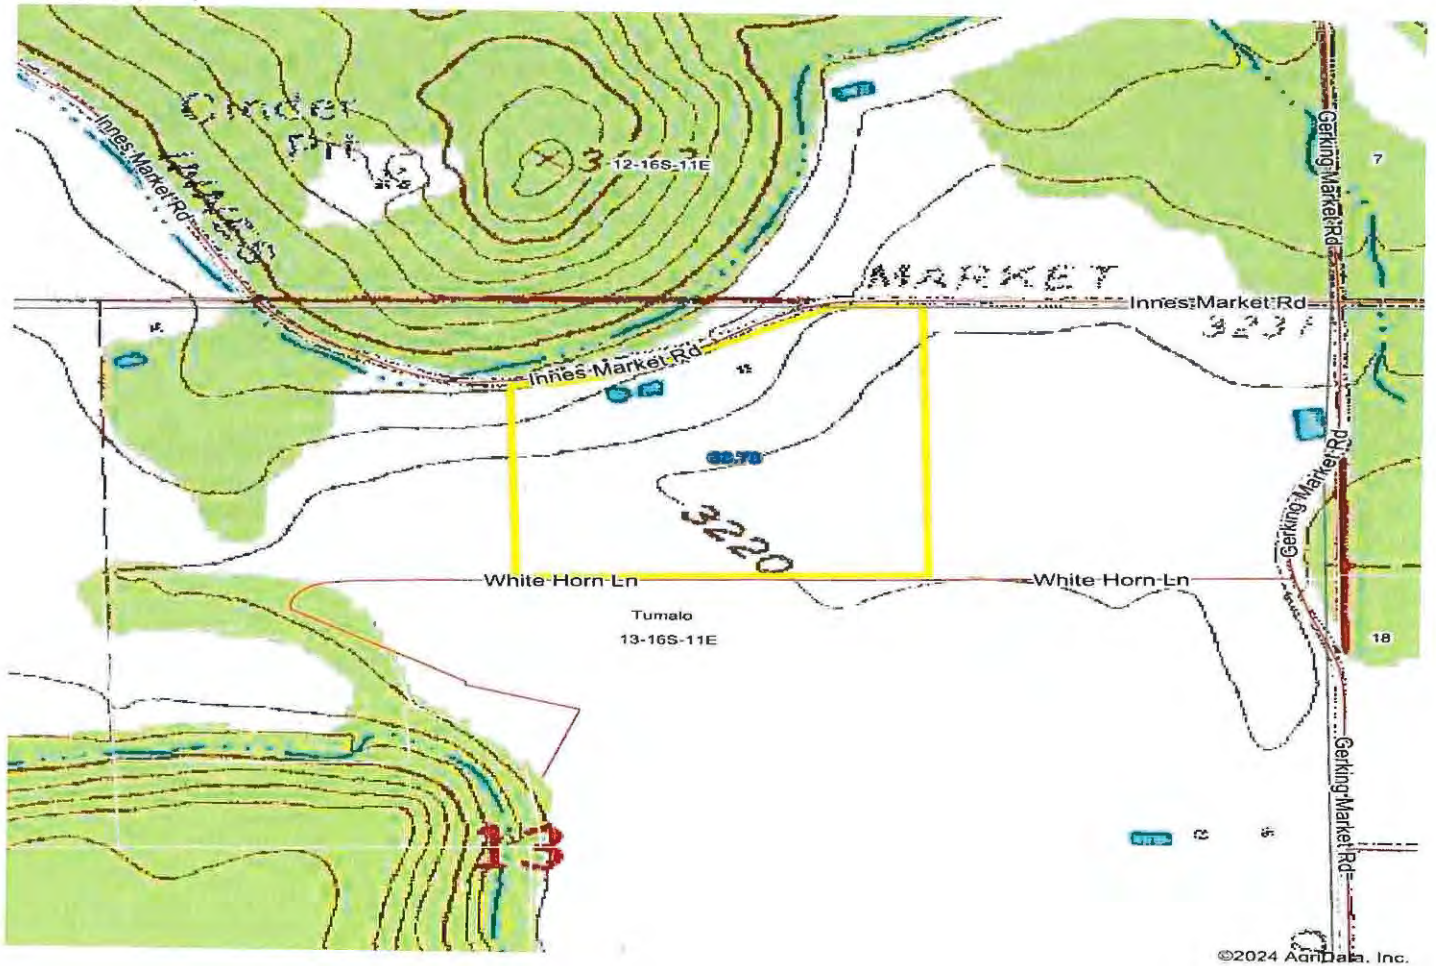 Cinder
Pit
12-16S-11E
Innes Market Rd
Gerking Market Rd
7
MARKET
Innes Market Rd
Innes Market Rd
Gerking Market Rd
3220
White Horn Ln
White Horn Ln
Tumalo
13-16S-11E
18
Gerking Market Rd
13
©2024 AgriData, Inc.